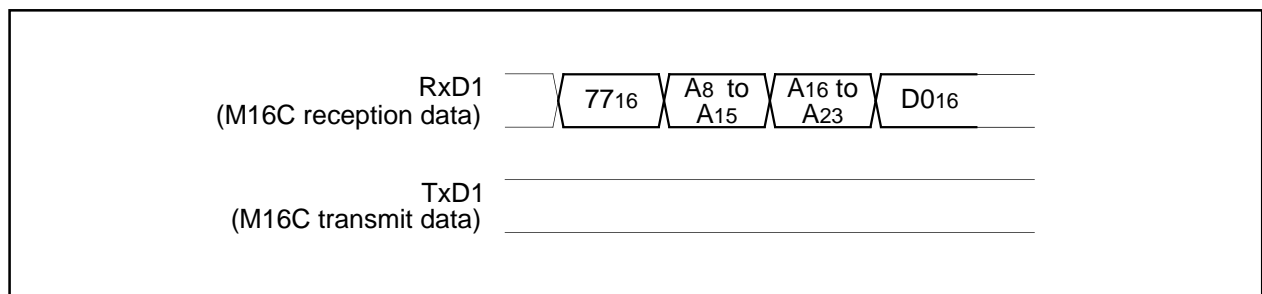 RxD1
(M16C reception data)
7716
A8 to
A15
A16 to
A23
D016
TxD1
(M16C transmit data)